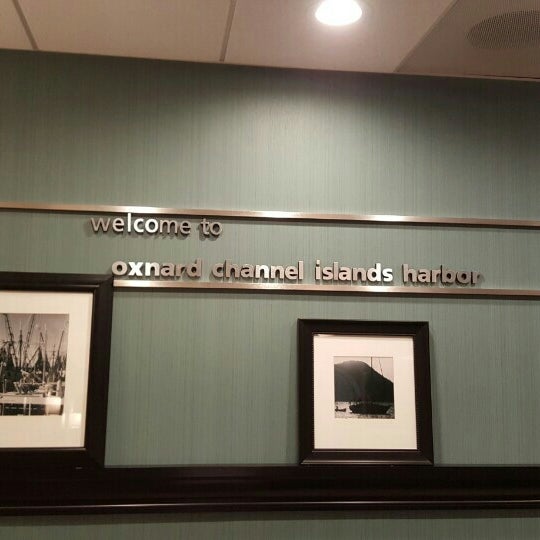 welcome to
oxnard channel islands harbor